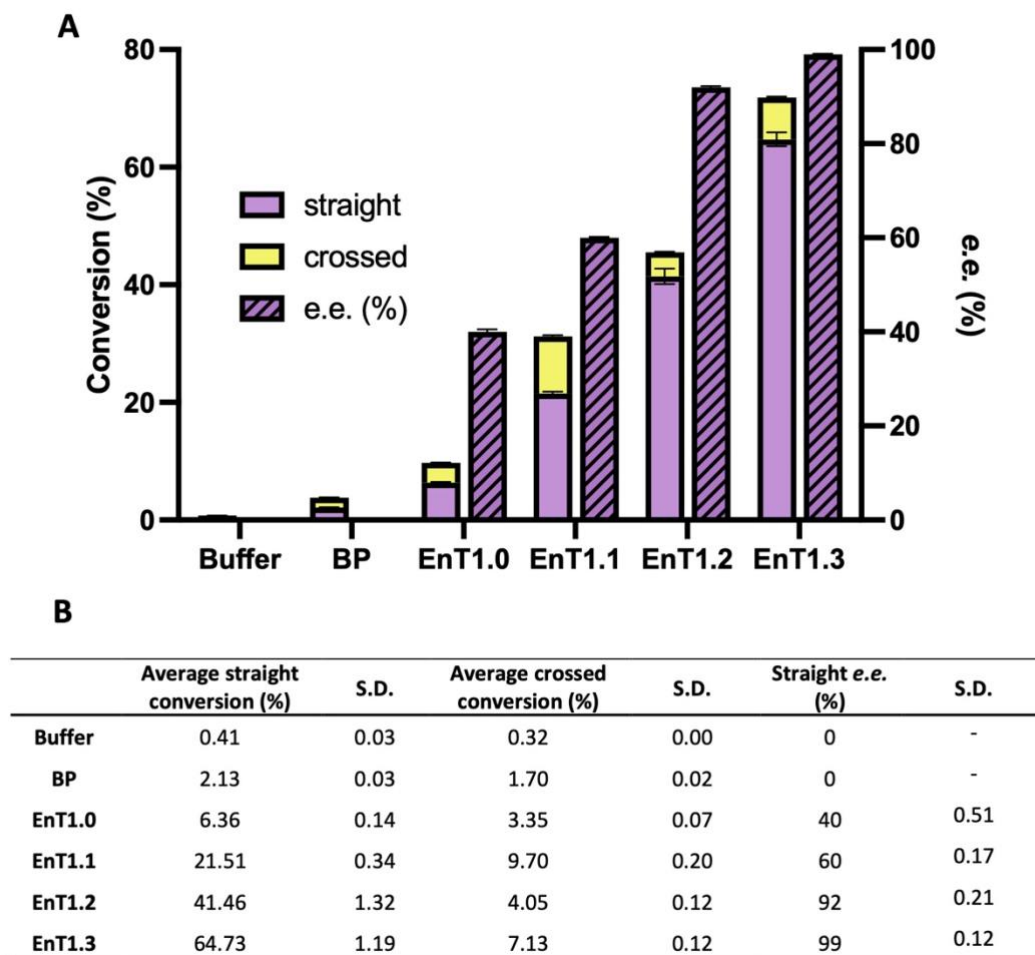 A
80
60
40
20
0
Conversion (%)
straight
crossed
e.e. (%)
100
80
60
40
20
0
e.e. (%)
Buffer BP EnT1.0 EnT1.1 EnT1.2 EnT1.3
B
Average straight conversion (%) S.D. Average crossed conversion (%) S.D. Straight e.e. (%) S.D.
Buffer 0.41 0.03 0.32 0.00 0 -
BP 2.13 0.03 1.70 0.02 0 -
EnT1.0 6.36 0.14 3.35 0.07 40 0.51
EnT1.1 21.51 0.34 9.70 0.20 60 0.17
EnT1.2 41.46 1.32 4.05 0.12 92 0.21
EnT1.3 64.73 1.19 7.13 0.12 99 0.12